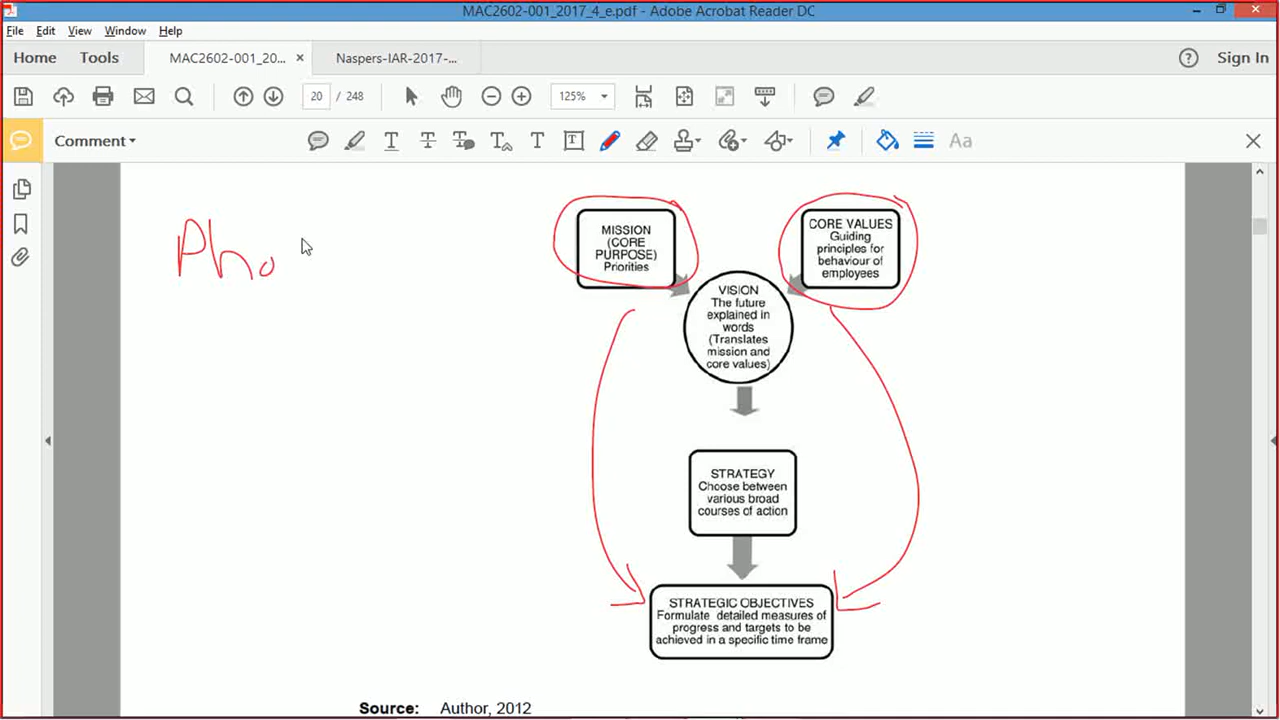 MAC2602-001_2017_4_e.pdf - Adobe Acrobat Reader DC
File Edit View Window Help
Home Tools MAC2602-001_20... × Naspers-IAR-2017-... Sign In
20 / 248 125%
Comment
Aa
Pho
MISSION
(CORE
PURPOSE)
Priorities
CORE VALUES
Guiding
principles for
behaviour of
employees
VISION
The future
explained in
words
(Translates
mission and
core values)
STRATEGY
Choose between
various broad
courses of action
STRATEGIC OBJECTIVES
Formulate detailed measures of
progress and targets to be
achieved in a specific time frame
Source: Author, 2012